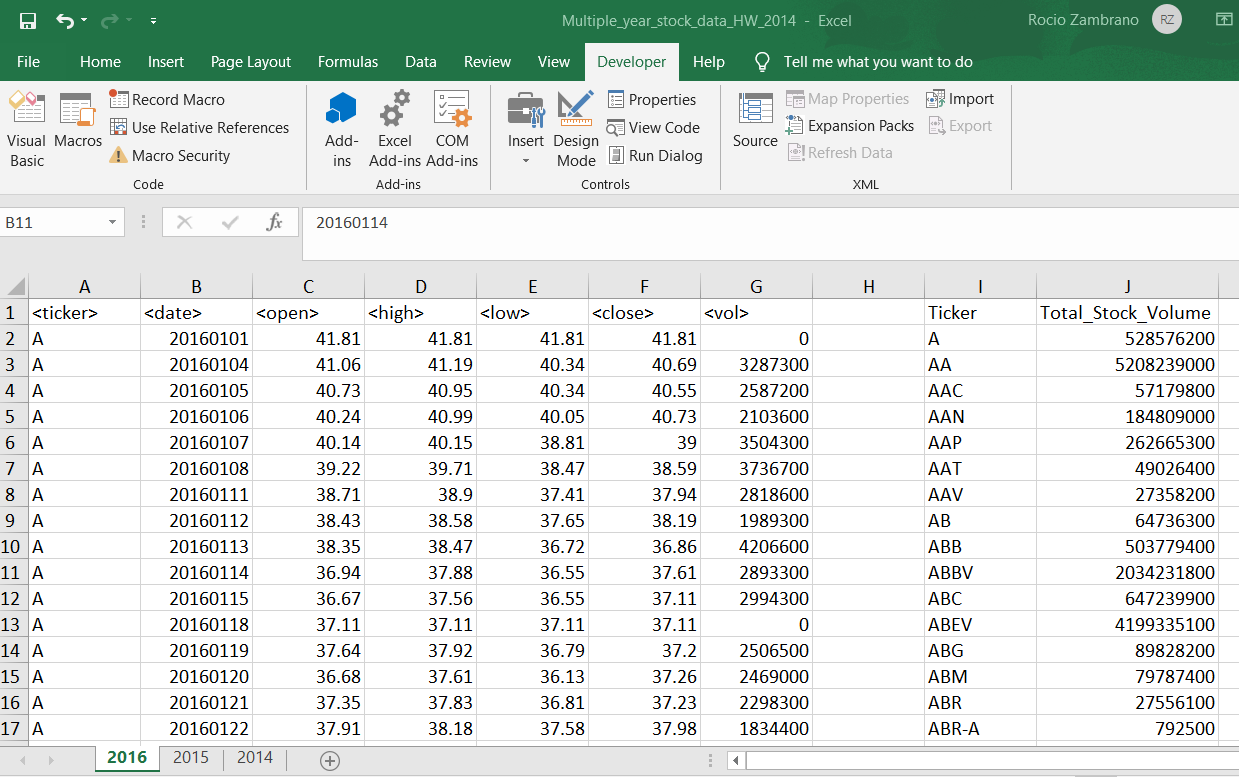 Multiple_year_stock_data_HW_2014 - Excel Rocio Zambrano RZ
File Home Insert Page Layout Formulas Data Review View Developer Help Tell me what you want to do
Visual Basic
Macros
Record Macro
Use Relative References
Macro Security
Code
Add-ins
Excel Add-ins
COM Add-ins
Add-ins
Insert
Design Mode
Properties
View Code
Run Dialog
Controls
Source
Map Properties
Expansion Packs
Refresh Data
Import
Export
XML
B11 fx 20160114
A B C D E F G H I J
1 <ticker> <date> <open> <high> <low> <close> <vol> Ticker Total_Stock_Volume
2 A 20160101 41.81 41.81 41.81 41.81 0 A 528576200
3 A 20160104 41.06 41.19 40.34 40.69 3287300 AA 5208239000
4 A 20160105 40.73 40.95 40.34 40.55 2587200 AAC 57179800
5 A 20160106 40.24 40.99 40.05 40.73 2103600 AAN 184809000
6 A 20160107 40.14 40.15 38.81 39 3504300 AAP 262665300
7 A 20160108 39.22 39.71 38.47 38.59 3736700 AAT 49026400
8 A 20160111 38.71 38.9 37.41 37.94 2818600 AAV 27358200
9 A 20160112 38.43 38.58 37.65 38.19 1989300 AB 64736300
10 A 20160113 38.35 38.47 36.72 36.86 4206600 ABB 503779400
11 A 20160114 36.94 37.88 36.55 37.61 2893300 ABBV 2034231800
12 A 20160115 36.67 37.56 36.55 37.11 2994300 ABC 647239900
13 A 20160118 37.11 37.11 37.11 37.11 0 ABEV 4199335100
14 A 20160119 37.64 37.92 36.79 37.2 2506500 ABG 89828200
15 A 20160120 36.68 37.61 36.13 37.26 2469000 ABM 79787400
16 A 20160121 37.35 37.83 36.81 37.23 2298300 ABR 27556100
17 A 20160122 37.91 38.18 37.58 37.98 1834400 ABR-A 792500
2016 2015 2014